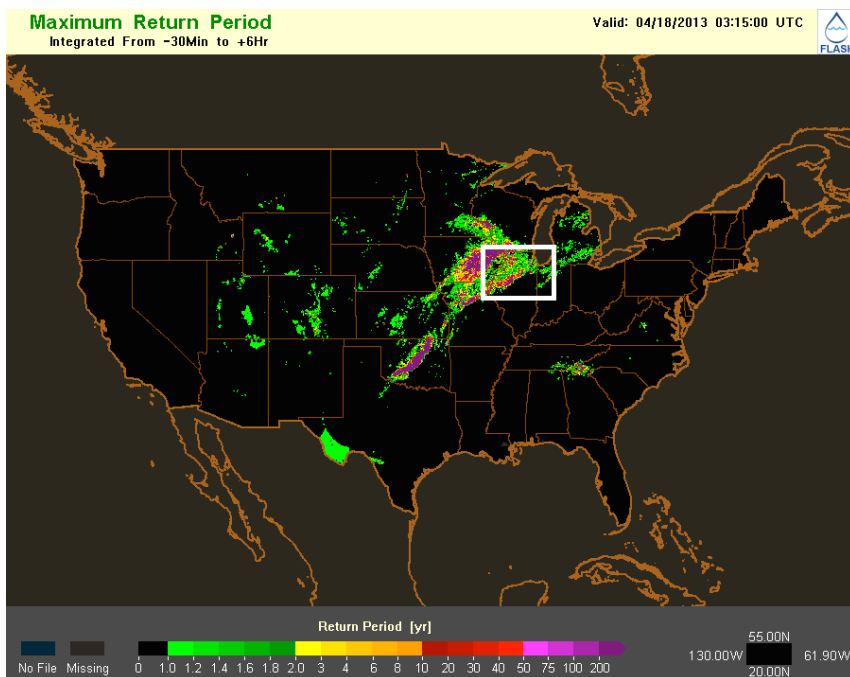 Maximum Return Period
Integrated From -30Min to +6Hr
Valid: 04/18/2013 03:15:00 UTC
FLASH
Return Period [yr]
No File Missing 0 1.0 1.2 1.4 1.6 1.8 2.0 3 4 6 8 10 20 30 40 50 75 100 200
55.00N
130.00W 61.90W
20.00N